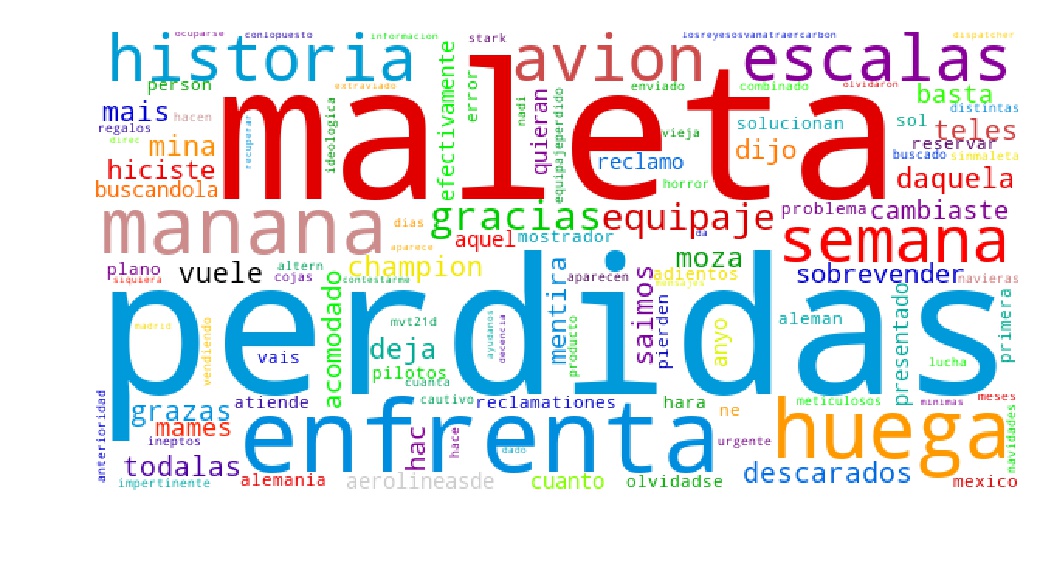 ocuparse
coniopuesto
informacion
stark
losreyesosvanatraercarbon
dispatcher
historia
avion
escalas
person
extraviado
efectivamente
error
enviado
combinado
olvidaron
basta
mais
hacen
maleta
distintas
regalos
direc
recuperar
ideologica
nadi
quieran
equipajeperdido
vieja
solucionan
sol
teles
mina
reservar
hiciste
reclamo
dijo
buscado
simmaleta
buscandola
horror
daquela
manana
dias
gracias
equipaje
problema
cambiaste
aparece
aquel
mostrador
da
semana
plano
siquiera
vuele
altern
cojas
champion
contestarme
aparecen
moza
adientos
mensajes
sobrevender
navieras
perdidas
madrid
vendiendo
vais
acomodado
mvt21d
deja
pilotos
cuanta
ayudanos
decencia
mentira
producto
saimos
pierden
anyo
aleman
presentado
primera
lucha
anterioridad
grazas
atiende
cautivo
reclamationes
hara
ne
meticulosos
minimas
meses
mames
ineptos
enfrenta
hac
hace
dado
urgente
huega
navidades
todalas
impertinente
alemania
aerolineasde
cuanto
olvidadse
descarados
mexico